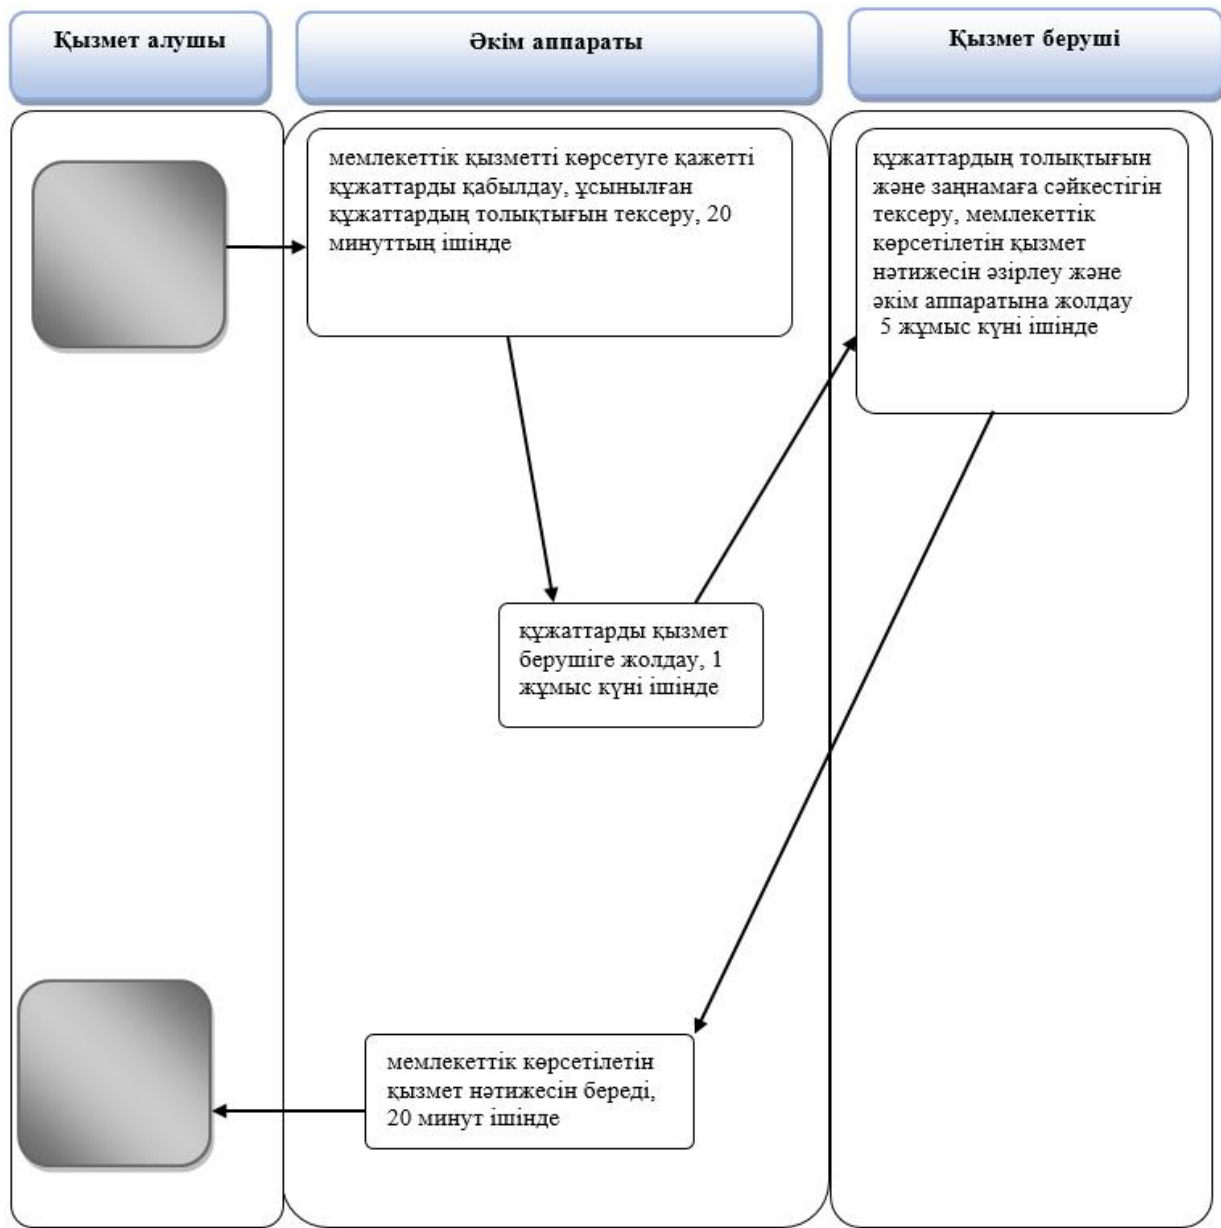 Қызмет алушы
Әкім аппараты
Қызмет беруші
мемлекеттік қызметті көрсетуге қажетті
құжаттарды қабылдау, ұсынылған
құжаттардың толықтығын тексеру, 20
минуттың ішінде
құжаттардың толықтығын
және заңнамаға сәйкестігін
тексеру, мемлекеттік
көрсетілетін қызмет
нәтижесін әзірлеу және
әкім аппаратына жолдау
5 жұмыс күні ішінде
құжаттарды қызмет
берушіге жолдау, 1
жұмыс күні ішінде
мемлекеттік көрсетілетін
қызмет нәтижесін береді,
20 минут ішінде